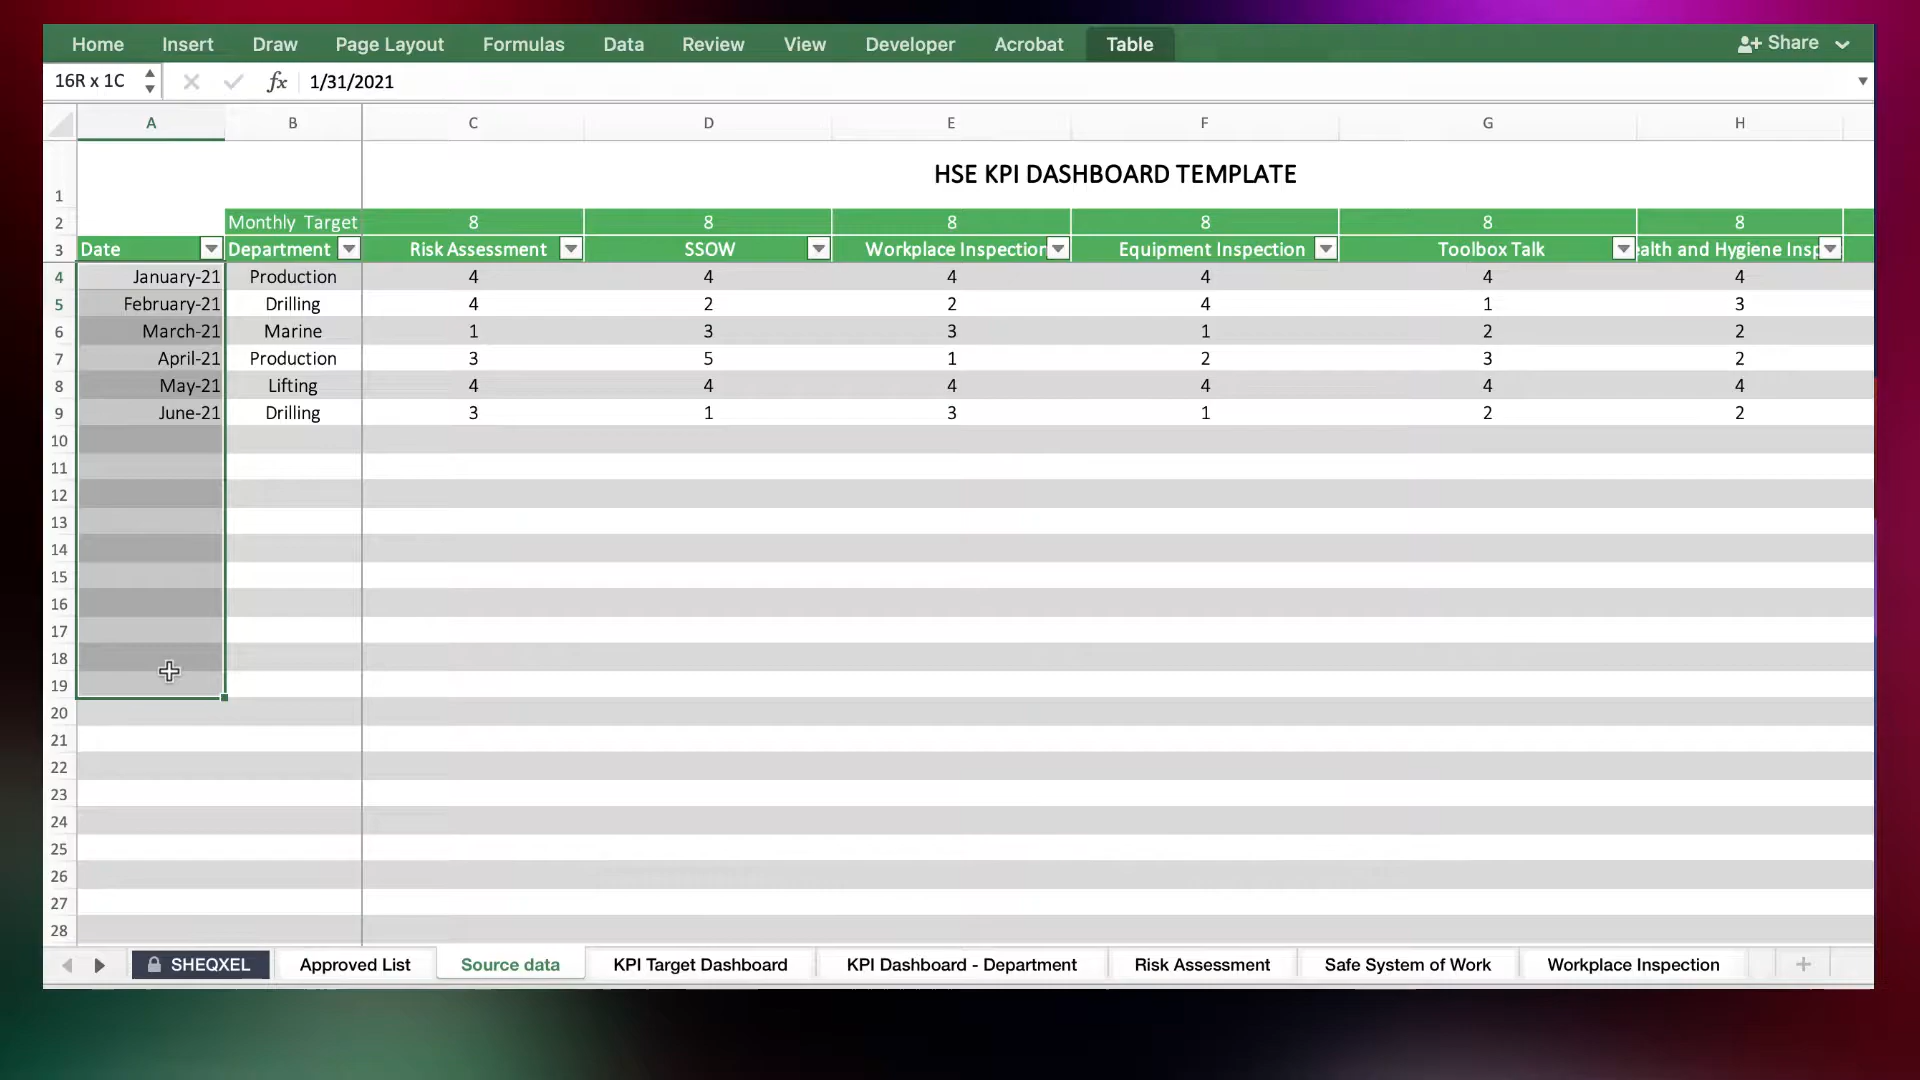 Home Insert Draw Page Layout Formulas Data Review View Developer Acrobat Table Share
16R x 1C fx 1/31/2021
A B C D E F G H
1 HSE KPI DASHBOARD TEMPLATE
2 Monthly Target 8 8 8 8 8 8
3 Date Department Risk Assessment SSOW Workplace Inspection Equipment Inspection Toolbox Talk ealth and Hygiene Insp
4 January-21 Production 4 4 4 4 4 4
5 February-21 Drilling 4 2 2 4 1 3
6 March-21 Marine 1 3 3 1 2 2
7 April-21 Production 3 5 1 2 3 2
8 May-21 Lifting 4 4 4 4 4 4
9 June-21 Drilling 3 1 3 1 2 2
10
11
12
13
14
15
16
17
18
19
20
21
22
23
24
25
26
27
28
SHEQXEL Approved List Source data KPI Target Dashboard KPI Dashboard - Department Risk Assessment Safe System of Work Workplace Inspection